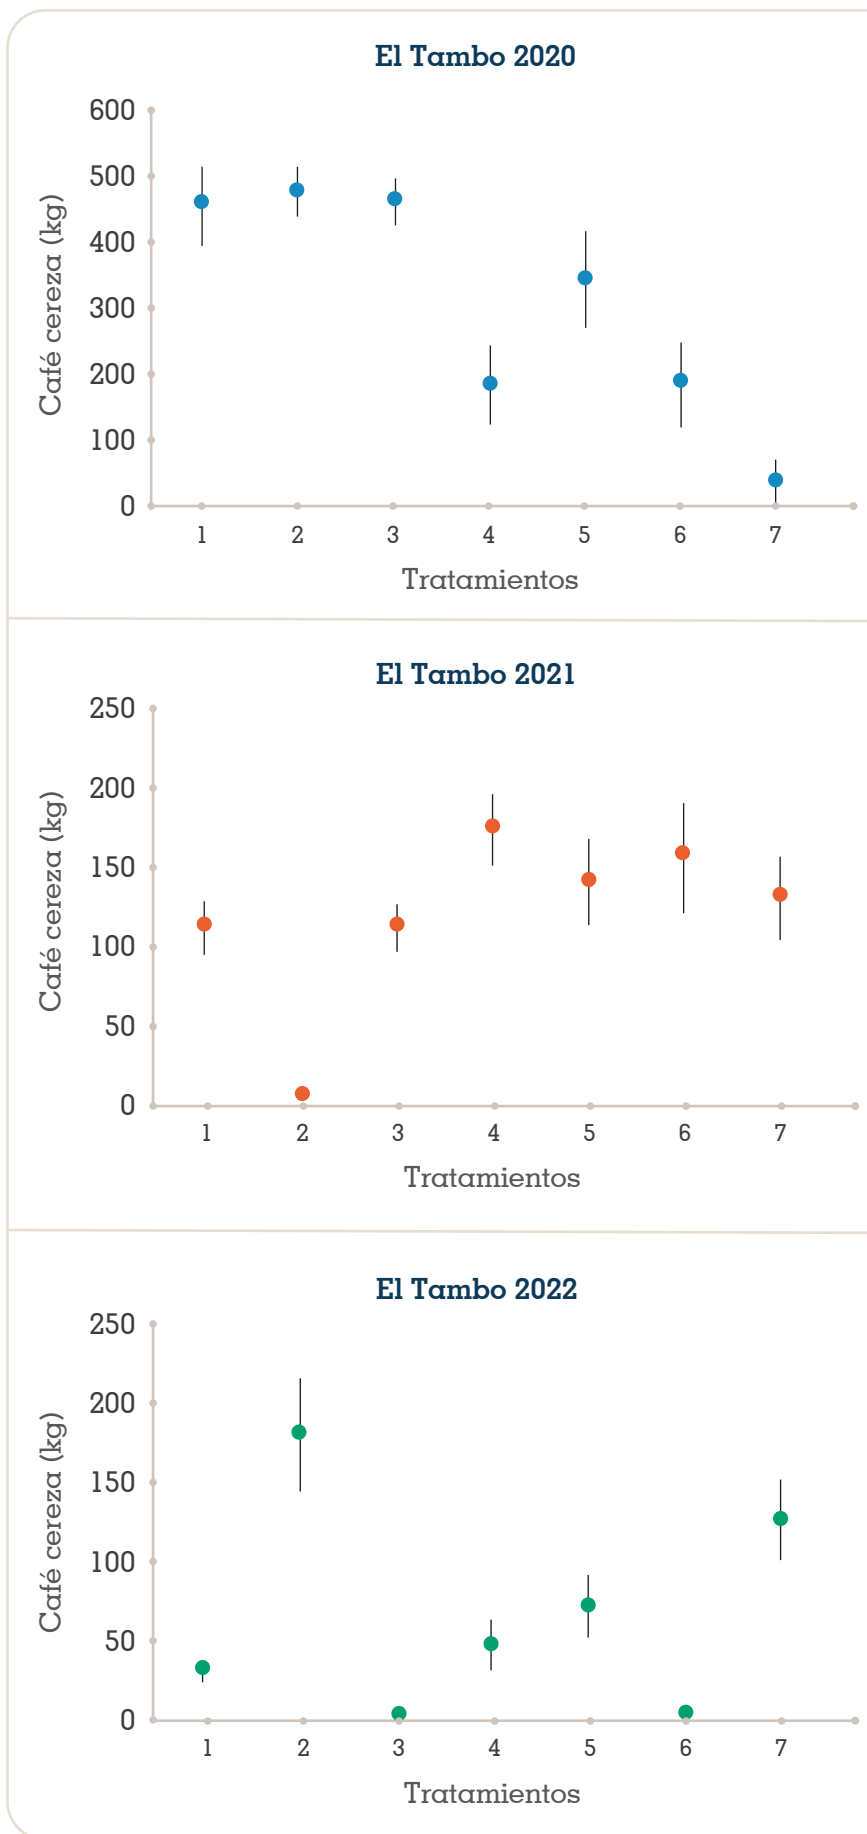 El Tambo 2020
600
500
400
300
200
100
0
Café cereza (kg)
1 2 3 4 5 6 7
Tratamientos
El Tambo 2021
250
200
150
100
50
0
Café cereza (kg)
1 2 3 4 5 6 7
Tratamientos
El Tambo 2022
250
200
150
100
50
0
Café cereza (kg)
1 2 3 4 5 6 7
Tratamientos